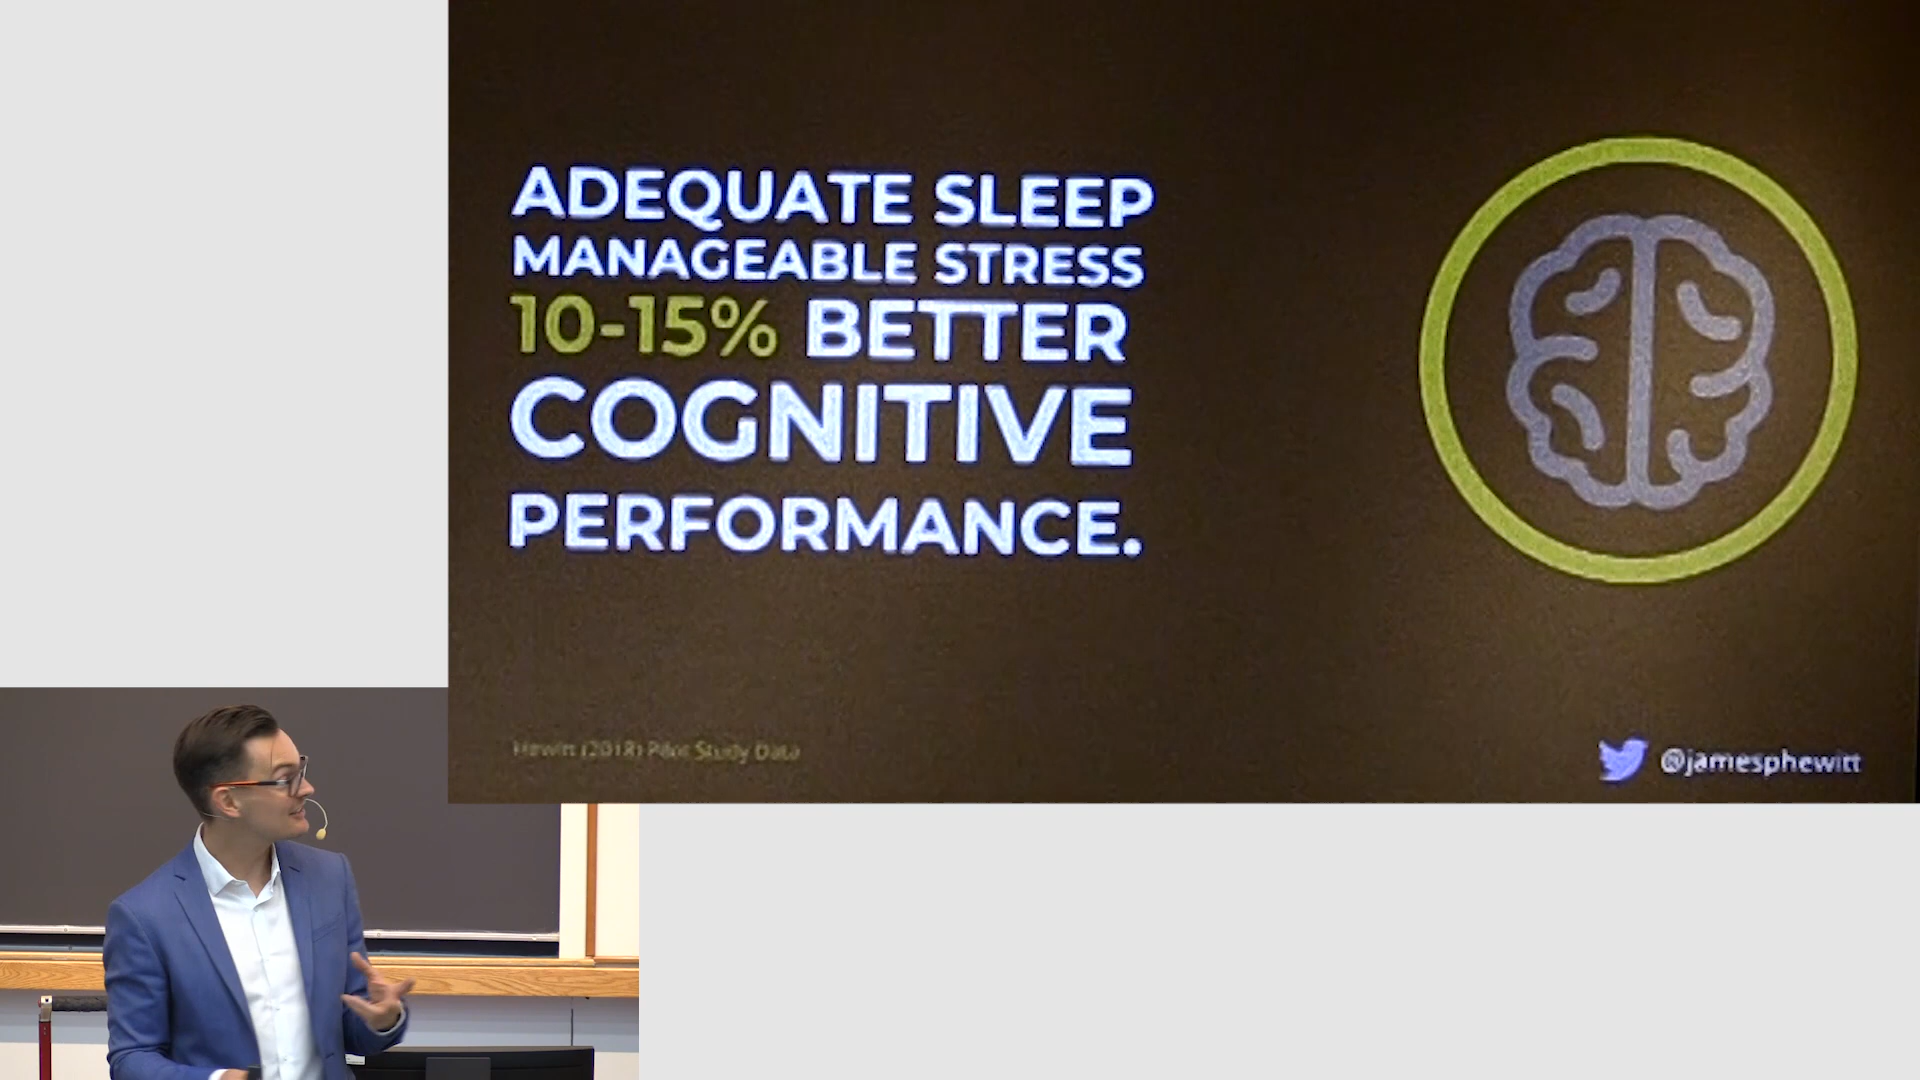 ADEQUATE SLEEP
MANAGEABLE STRESS
10-15% BETTER
COGNITIVE
PERFORMANCE.
Hewitt (2018) Pilot Study Data
@jamesphewitt